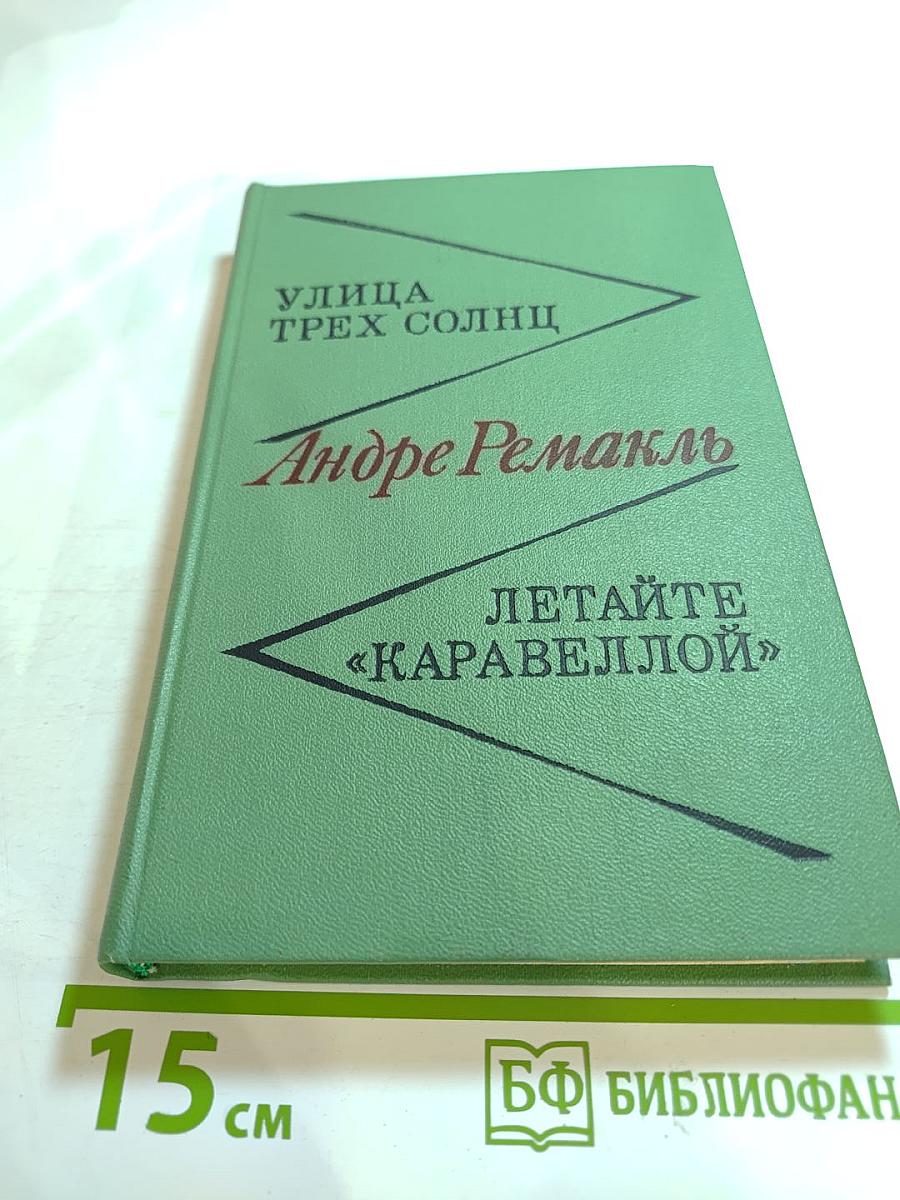 УЛИЦА
ТРЕХ СОЛНЦ
Андре Ремакль
ЛЕТАЙТЕ
«КАРАВЕЛЛОЙ»
15 см
БФ БИБЛИОФАН